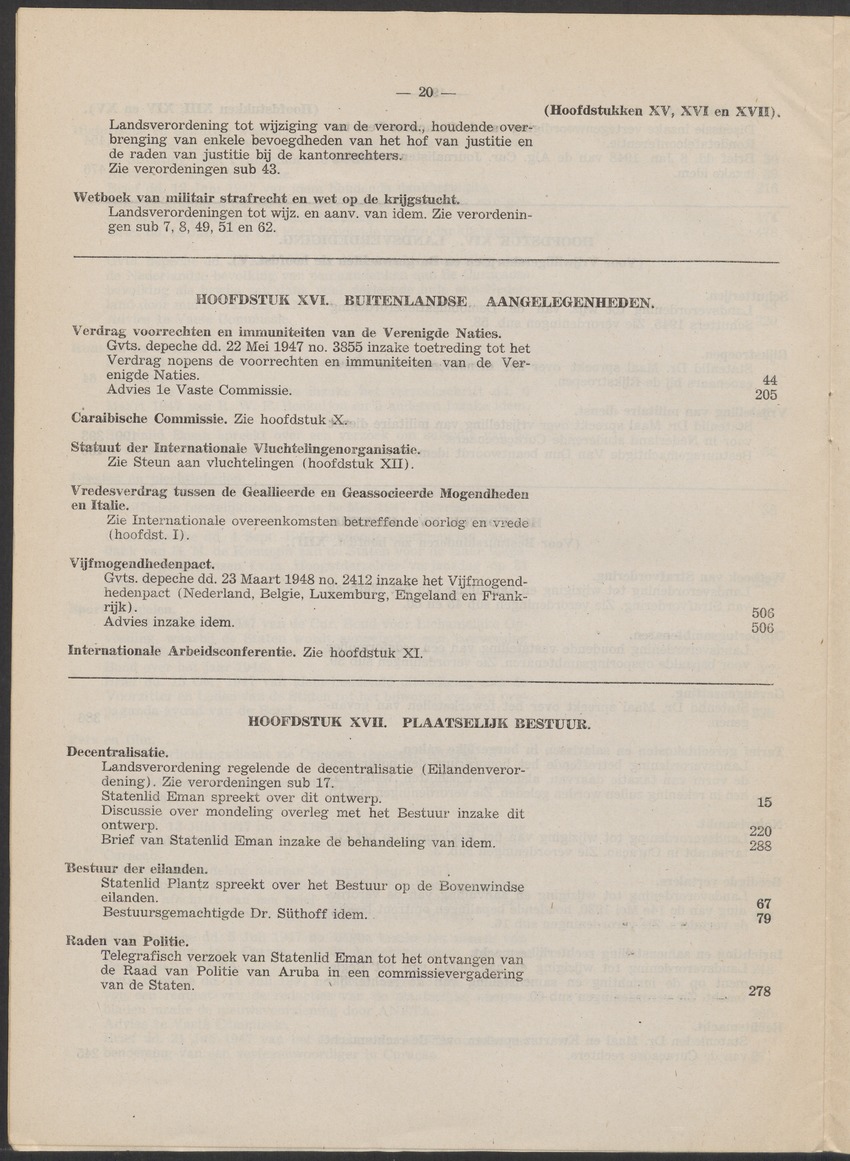 — 20 —
(Hoofdstukken XV, XVI en XVII).
Landsverordening tot wijziging van de verord., houdende over-
brenging van enkele bevoegdheden van het hof van justitie en
de raden van justitie bij de kantonrechters.
Zie verordeningen sub 43.
Wetboek van militair strafrecht en wet op de krijgstucht.
Landsverordeningen tot wijz. en aanv. van idem. Zie verordenin-
gen sub 7, 8, 49, 51 en 62.
HOOFDSTUK XVI. BUITENLANDSE AANGELEGENHEDEN.
Verdrag voorrechten en immuniteiten van de Verenigde Naties.
Gvts. depeche dd. 22 Mei 1947 no. 3855 inzake toetreding tot het
Verdrag nopens de voorrechten en immuniteiten van de Ver-
enigde Naties. 44
Advies 1e Vaste Commissie. 205
Caraibische Commissie. Zie hoofdstuk X.
Statuut der Internationale Vluchtelingenorganisatie.
Zie Steun aan vluchtelingen (hoofdstuk XII).
Vredesverdrag tussen de Geallieerde en Geassocieerde Mogendheden
en Italie.
Zie Internationale overeenkomsten betreffende oorlog en vrede
(hoofdst. I).
Vijfmogendhedenpact.
Gvts. depeche dd. 23 Maart 1948 no. 2412 inzake het Vijfmogend-
hedenpact (Nederland, Belgie, Luxemburg, Engeland en Frank-
rijk). 506
Advies inzake idem. 506
Internationale Arbeidsconferentie. Zie hoofdstuk XI.
HOOFDSTUK XVII. PLAATSELIJK BESTUUR.
Decentralisatie.
Landsverordening regelende de decentralisatie (Eilandenveror-
dening). Zie verordeningen sub 17.
Statenlid Eman spreekt over dit ontwerp. 15
Discussie over mondeling overleg met het Bestuur inzake dit
ontwerp. 220
Brief van Statenlid Eman inzake de behandeling van idem. 288
Bestuur der eilanden.
Statenlid Plantz spreekt over het Bestuur op de Bovenwindse
eilanden. 67
Bestuursgemachtigde Dr. Süthoff idem. 79
Raden van Politie.
Telegrafisch verzoek van Statenlid Eman tot het ontvangen van
de Raad van Politie van Aruba in een commissievergadering
van de Staten. 278